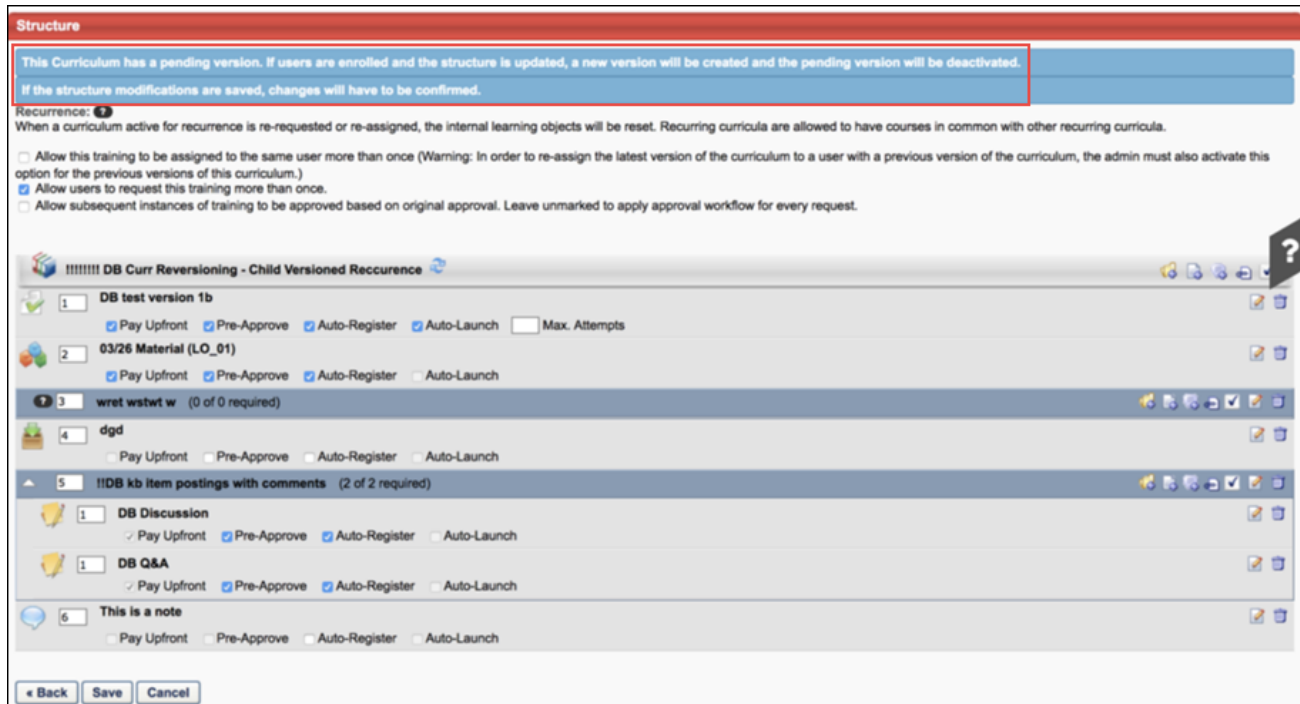 Structure
This Curriculum has a pending version. If users are enrolled and the structure is updated, a new version will be created and the pending version will be deactivated.
If the structure modifications are saved, changes will have to be confirmed.
Recurrence: ?
When a curriculum active for recurrence is re-requested or re-assigned, the internal learning objects will be reset. Recurring curricula are allowed to have courses in common with other recurring curricula.
Allow this training to be assigned to the same user more than once (Warning: In order to re-assign the latest version of the curriculum to a user with a previous version of the curriculum, the admin must also activate this
option for the previous versions of this curriculum.)
Allow users to request this training more than once.
Allow subsequent instances of training to be approved based on original approval. Leave unmarked to apply approval workflow for every request.
?
!!!!!!!! DB Curr Reversioning - Child Versioned Reccurence
1 DB test version 1b
Pay Upfront Pre-Approve Auto-Register Auto-Launch Max. Attempts
2 03/26 Material (LO_01)
Pay Upfront Pre-Approve Auto-Register Auto-Launch
? 3 wret wstwt w (0 of 0 required)
4 dgd
Pay Upfront Pre-Approve Auto-Register Auto-Launch
5 !!DB kb item postings with comments (2 of 2 required)
1 DB Discussion
Pay Upfront Pre-Approve Auto-Register Auto-Launch
1 DB Q&A
Pay Upfront Pre-Approve Auto-Register Auto-Launch
6 This is a note
Pay Upfront Pre-Approve Auto-Register Auto-Launch
« Back Save Cancel